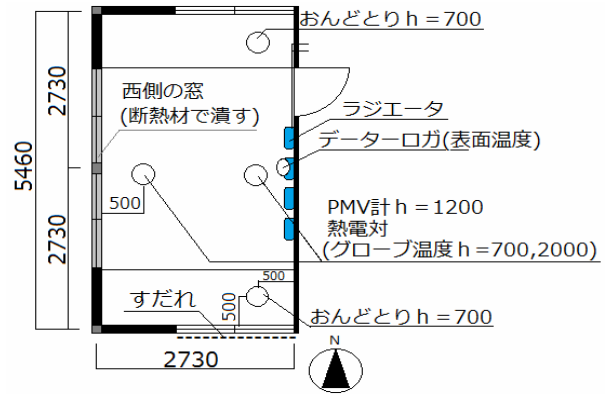 おんどとりｈ＝700
西側の窓
(断熱材で潰す)
ラジエータ
データーロガ(表面温度)
2730
5460
2730
500
PMV計ｈ＝1200
熱電対
(グローブ温度ｈ=700,2000)
すだれ
500
500
おんどとりｈ＝700
2730
N